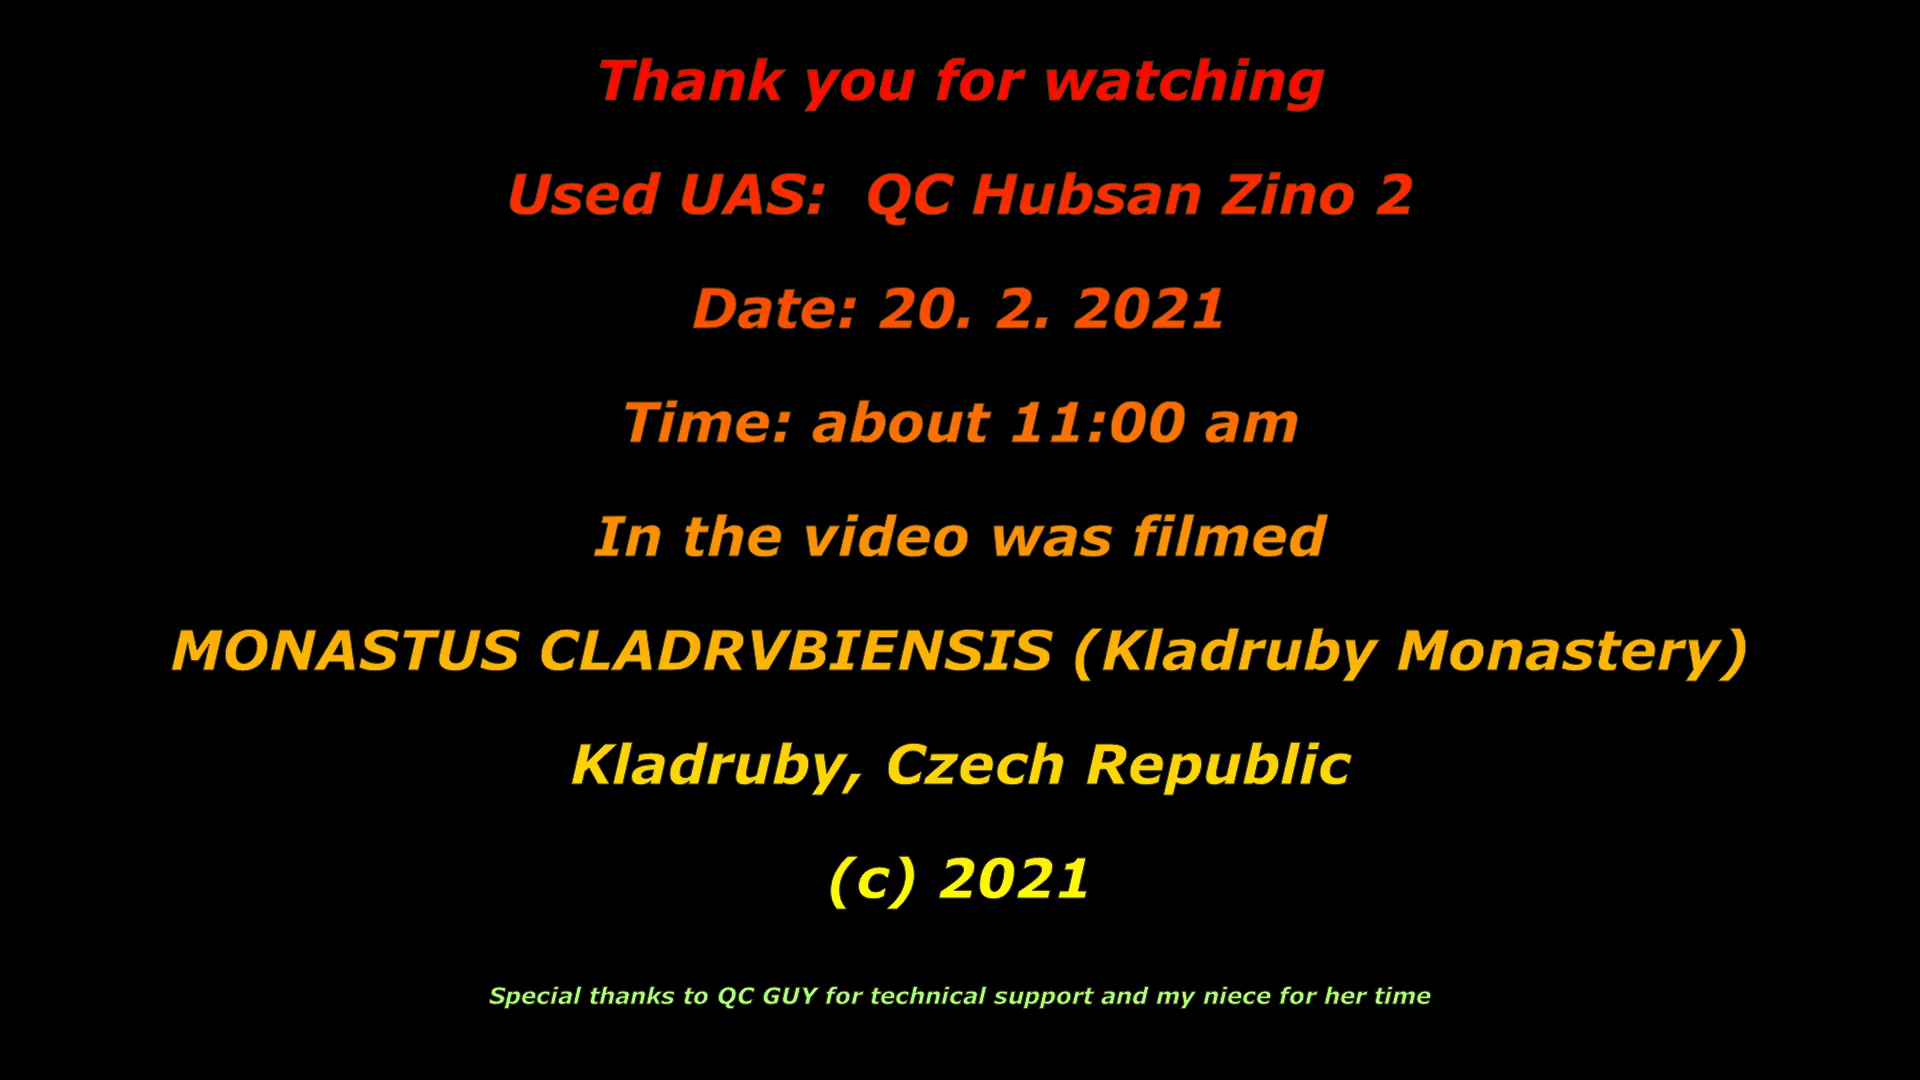 Thank you for watching
Used UAS:  QC Hubsan Zino 2
Date: 20. 2. 2021
Time: about 11:00 am
In the video was filmed
MONASTUS CLADRVBIENSIS (Kladruby Monastery)
Kladruby, Czech Republic
(c) 2021
Special thanks to QC GUY for technical support and my niece for her time